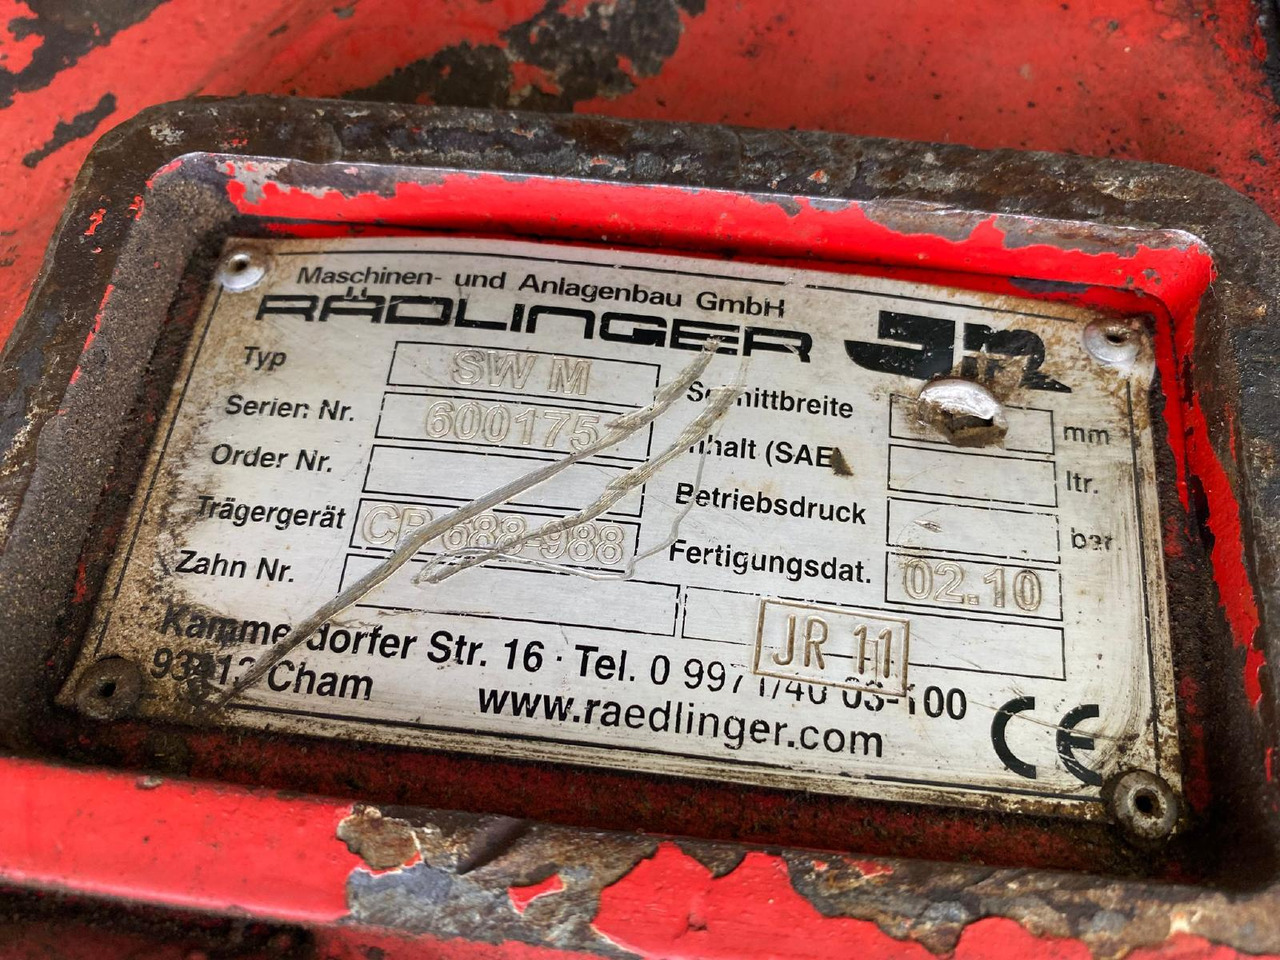 Maschinen- und Anlagenbau GmbH
RÄDLINGER JR
Typ SW M
Serien Nr. 600175
Order Nr.
Trägergerät 688-988
Zahn Nr.
Schnittbreite mm
Inhalt (SAE ltr.
Betriebsdruck bar
Fertigungsdat. 02.10
JR 11
Kammerdorfer Str. 16 · Tel. 0 9971/40 03-100
93413 Cham
www.raedlinger.com
CE